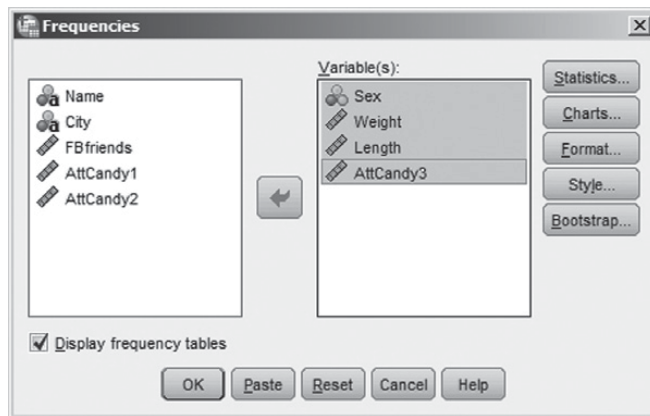 Frequencies
Variable(s):
Name
City
FBfriends
AttCandy1
AttCandy2
Sex
Weight
Length
AttCandy3
Statistics...
Charts...
Format...
Style...
Bootstrap...
Display frequency tables
OK Paste Reset Cancel Help